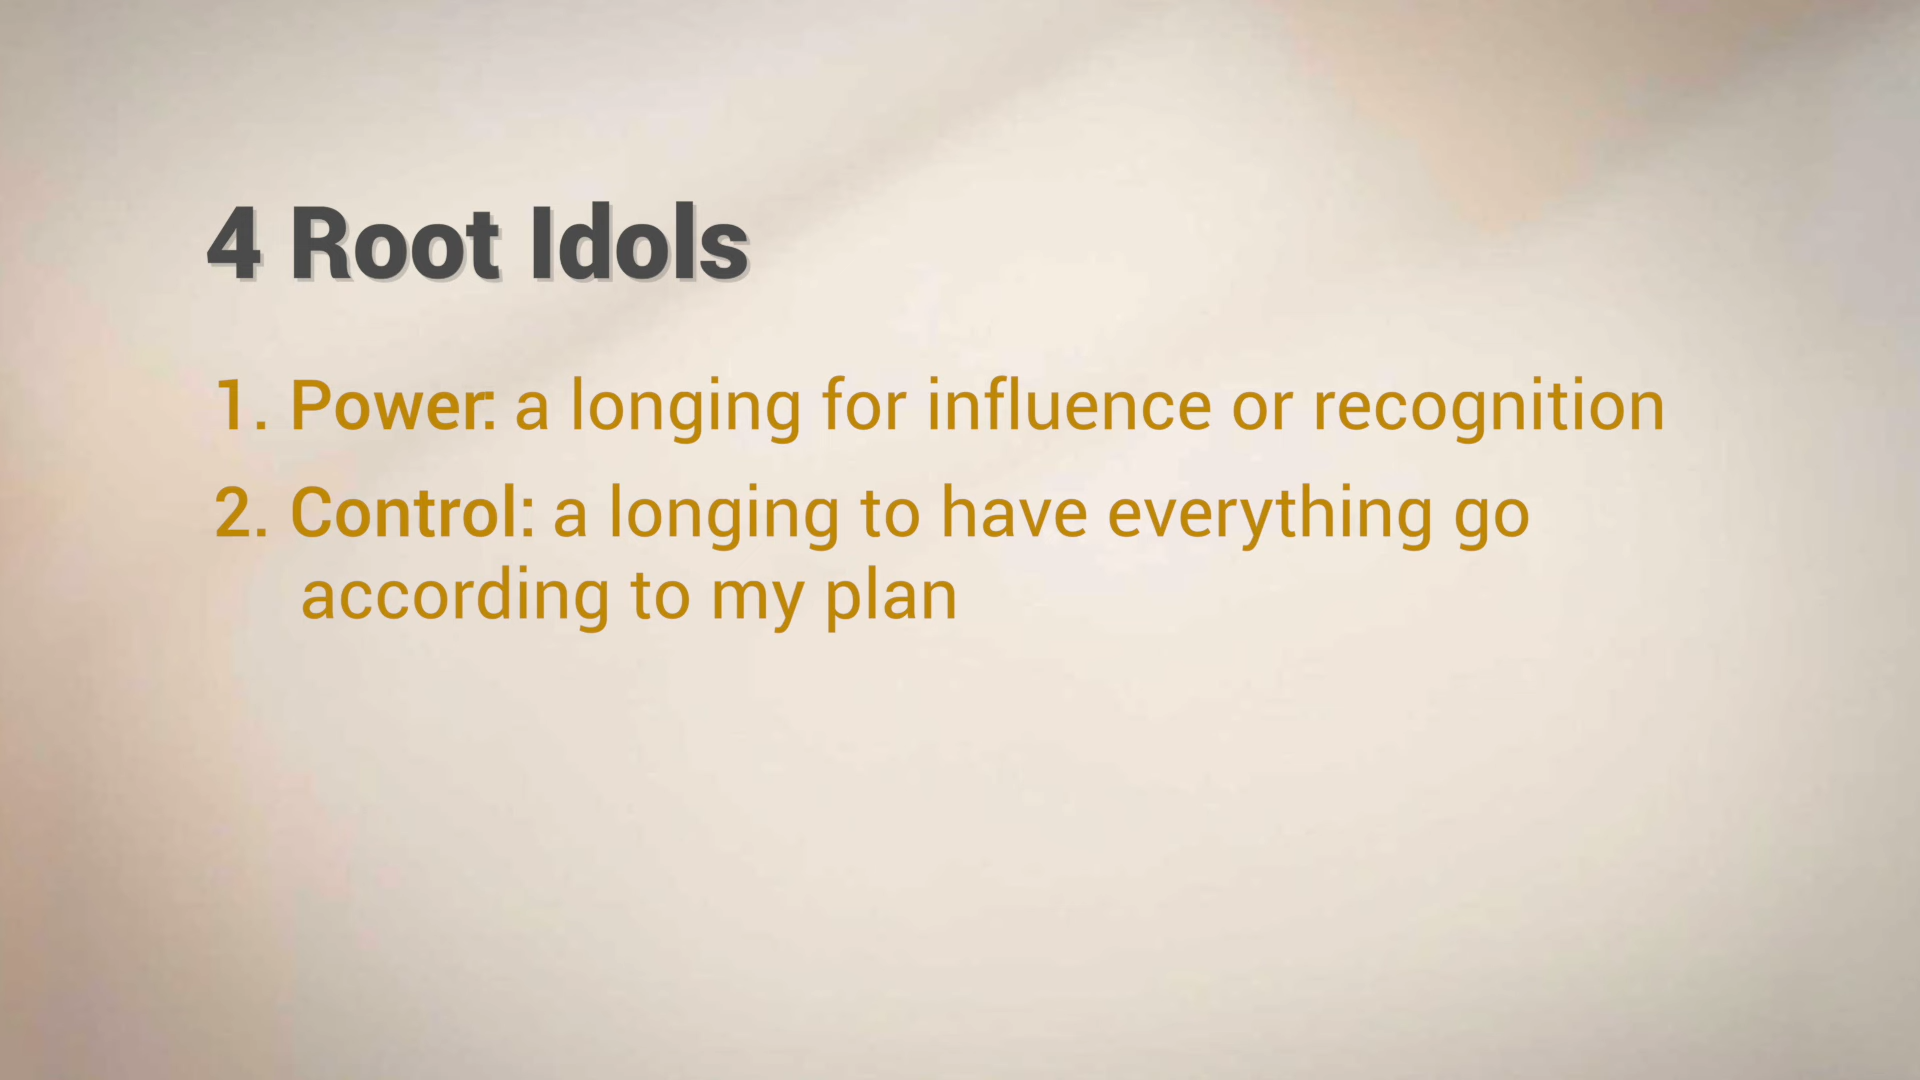 4 Root Idols
1. Power: a longing for influence or recognition
2. Control: a longing to have everything go
according to my plan